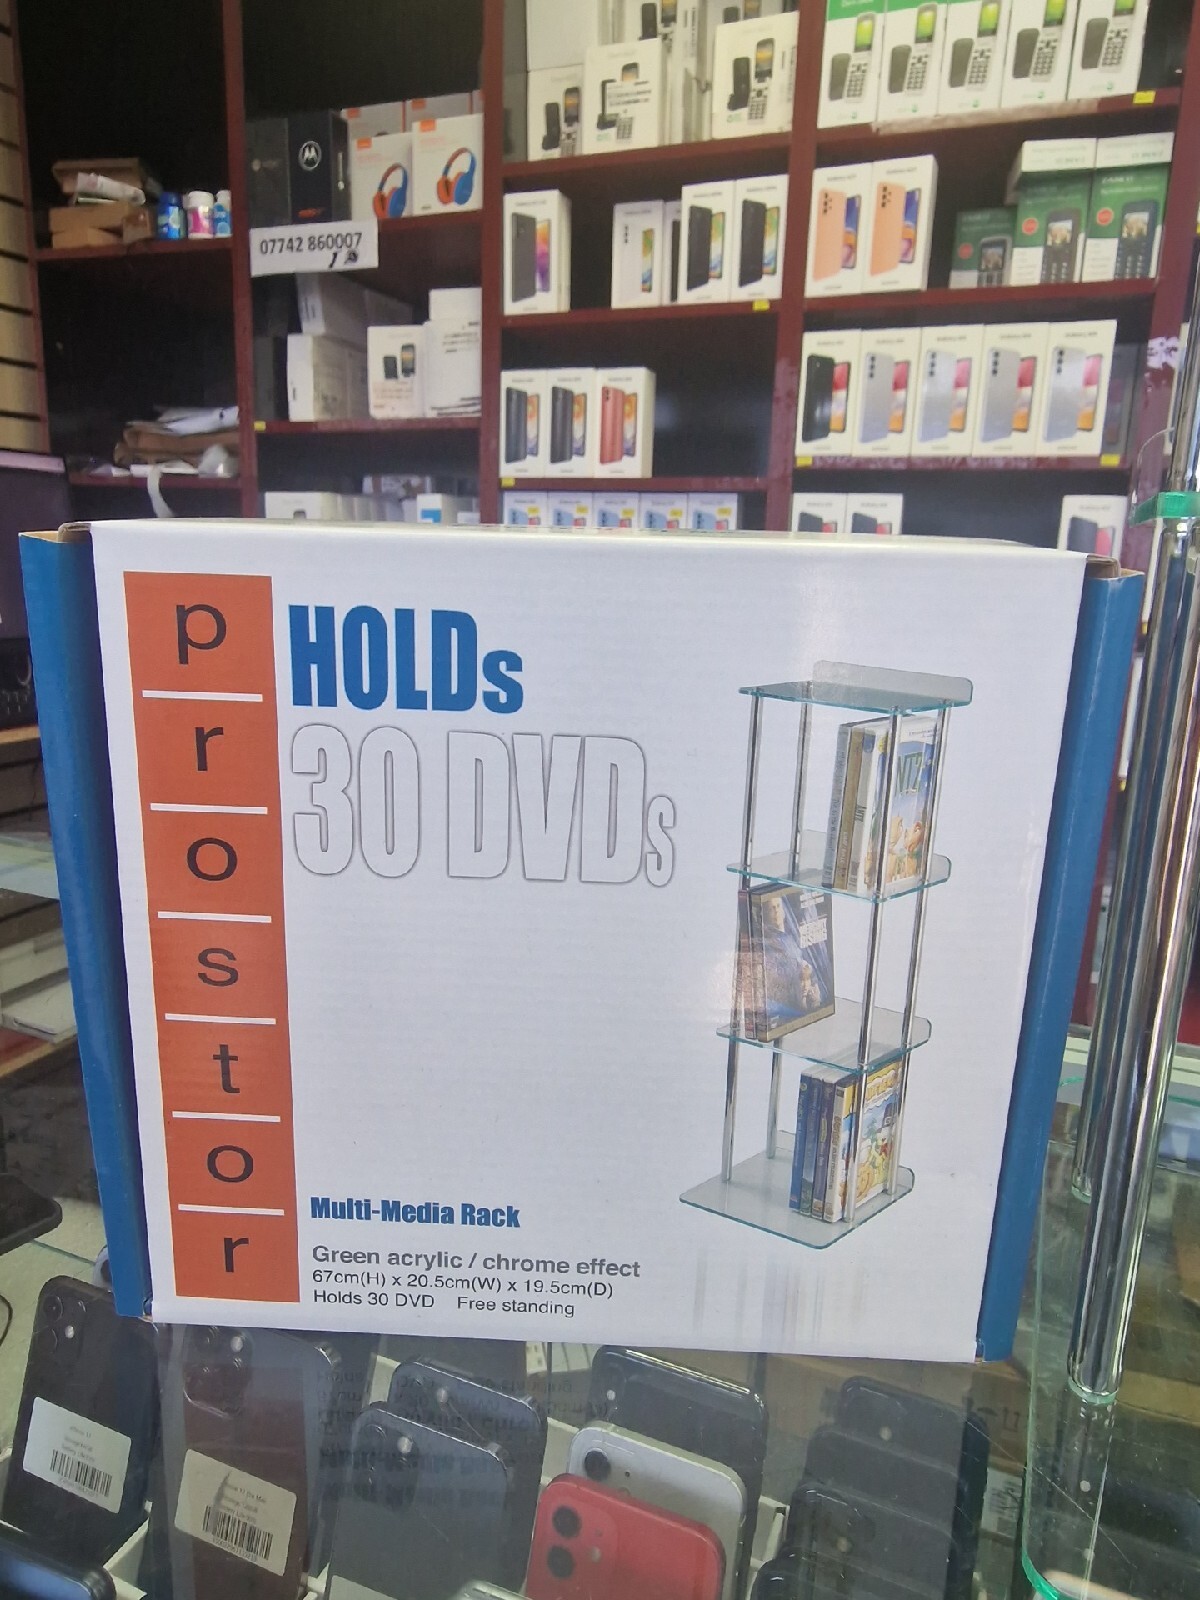 07742 860007
p
r
o
s
t
o
r
HOLDs
30 DVDs
Multi-Media Rack
Green acrylic / chrome effect
67cm(H) x 20.5cm(W) x 19.5cm(D)
Holds 30 DVD Free standing